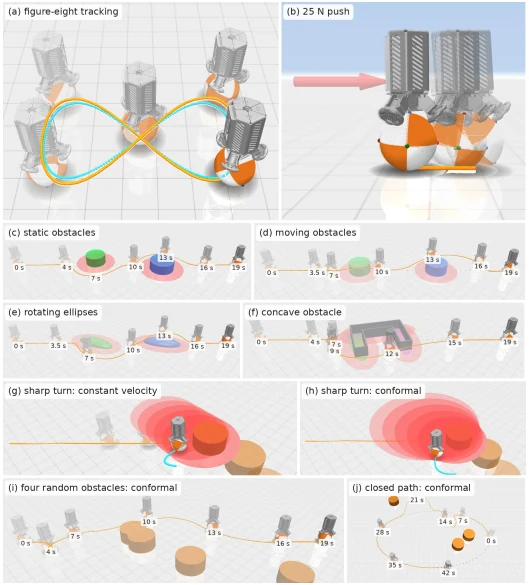 (a) figure-eight tracking
(b) 25 N push
(c) static obstacles
0 s
4 s
7 s
10 s
13 s
16 s
19 s
(d) moving obstacles
0 s
3.5 s
7 s
10 s
13 s
16 s
19 s
(e) rotating ellipses
0 s
3.5 s
7 s
10 s
13 s
16 s
19 s
(f) concave obstacle
0 s
4 s
7 s
9 s
12 s
15 s
19 s
(g) sharp turn: constant velocity
(h) sharp turn: conformal
(i) four random obstacles: conformal
0 s
4 s
10 s
13 s
16 s
19 s
(j) closed path: conformal
21 s
14 s
7 s
0 s
28 s
35 s
42 s